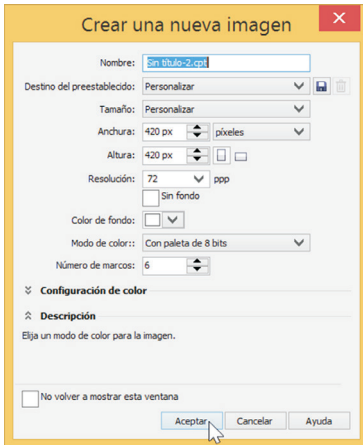 Crear una nueva imagen
Nombre: Sin título-2.cpt
Destino del preestablecido: Personalizar
Tamaño: Personalizar
Anchura: 420 px píxeles
Altura: 420 px
Resolución: 72 ppp
Sin fondo
Color de fondo:
Modo de color:: Con paleta de 8 bits
Número de marcos: 6
Configuración de color
Descripción
Elija un modo de color para la imagen.
No volver a mostrar esta ventana
Aceptar Cancelar Ayuda